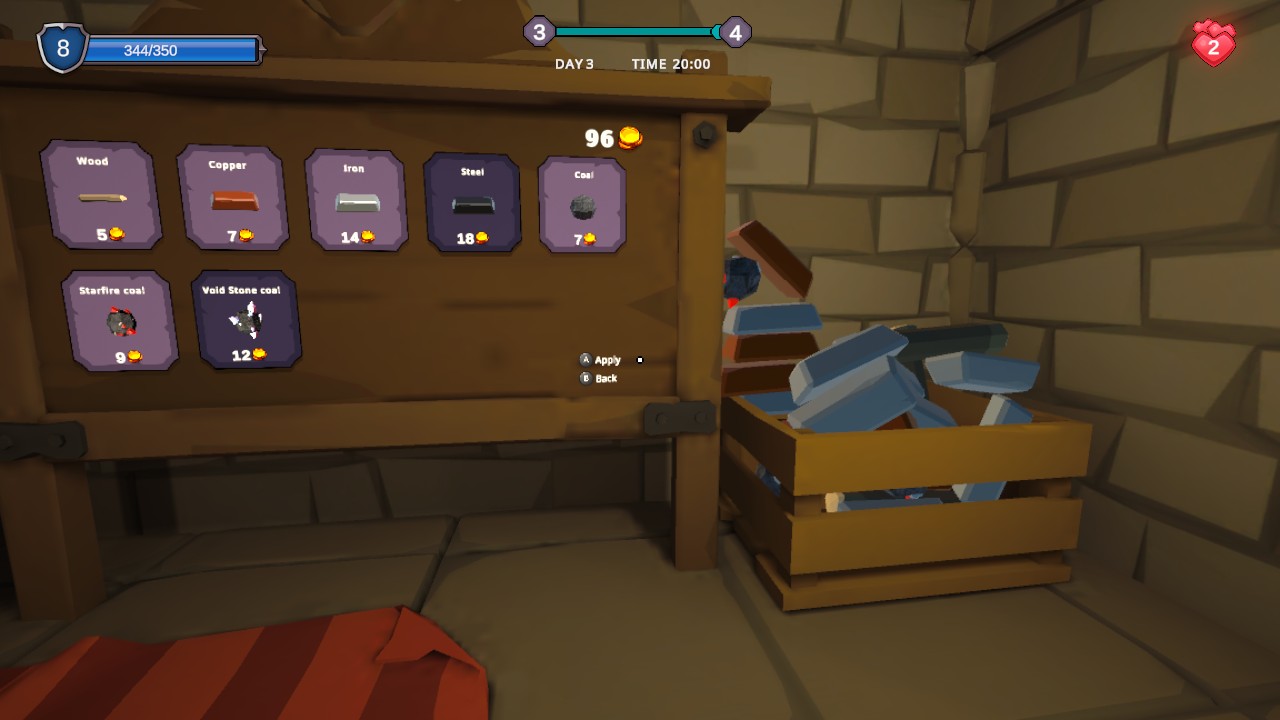 8 344/350
3 4
DAY 3 TIME 20:00
2
96
Wood
5
Copper
7
Iron
14
Steel
18
Coal
7
Starfire coal
9
Void Stone coal
12
A Apply
B Back